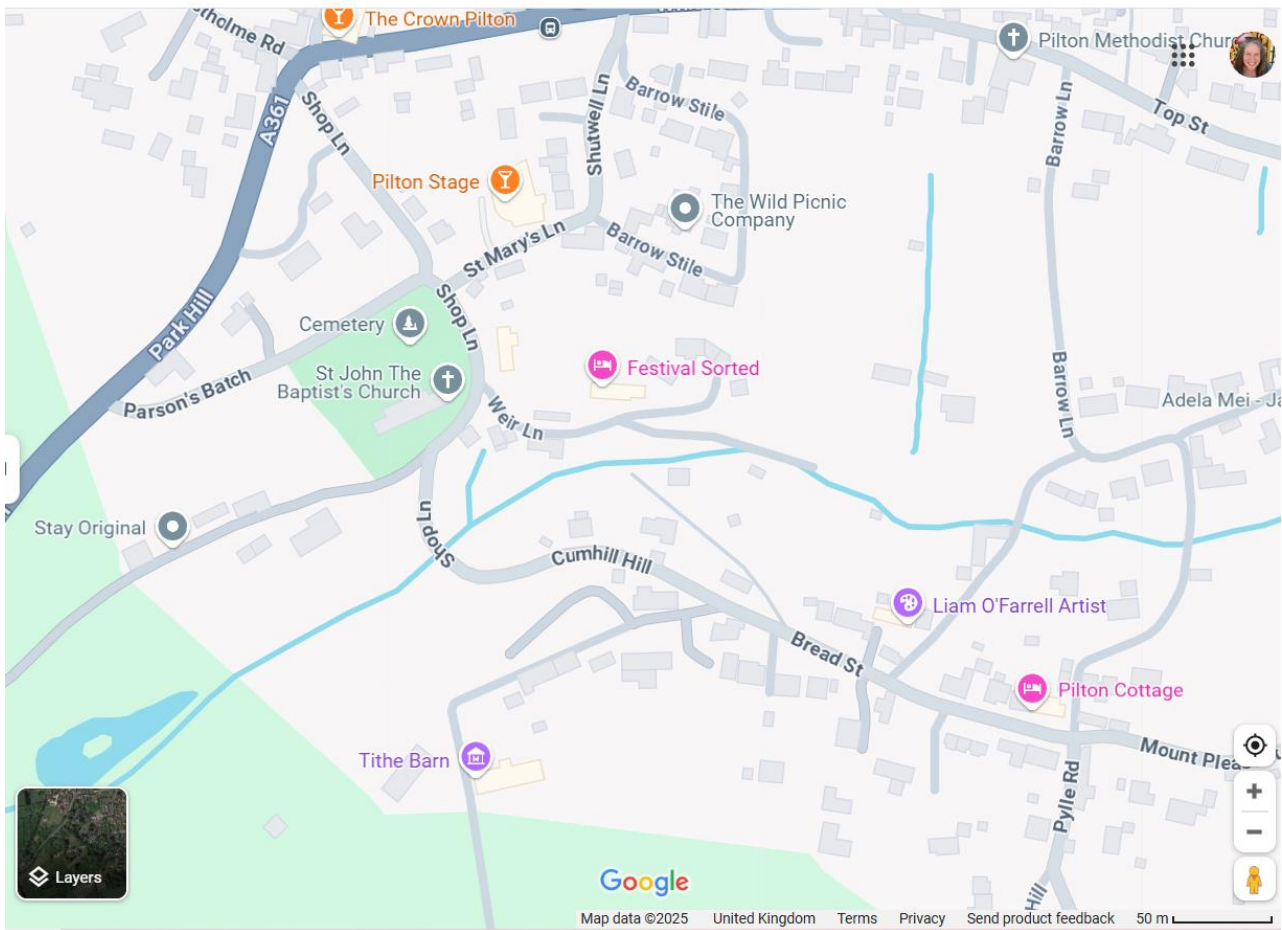 The Crown Pilton
tholme Rd
A361
Shop Ln
Shutwell Ln
Barrow Stile
Pilton Methodist Churc
Top St
Barrow Ln
Pilton Stage
The Wild Picnic
Company
St Mary's Ln
Barrow Stile
Park Hill
Cemetery
Shop Ln
Festival Sorted
St John The
Baptist's Church
Parson's Batch
Weir Ln
Barrow Ln
Adela Mei - Ja
Stay Original
Shop Ln
Cumhill Hill
Liam O'Farrell Artist
Bread St
Pilton Cottage
Tithe Barn
Mount Pleas
Pylle Rd
Hill
Layers
Google
Map data ©2025 United Kingdom Terms Privacy Send product feedback 50 m